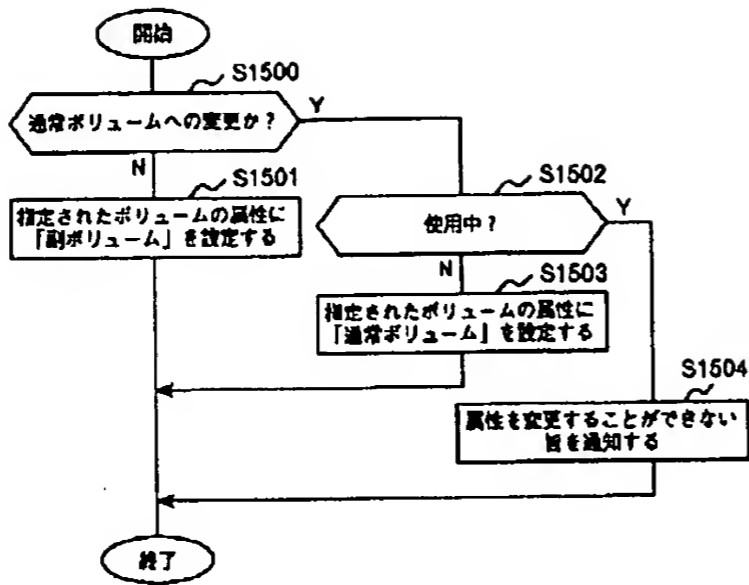 開始
S1500
通常ボリュームへの変更か?
Y
N
S1501
指定されたボリュームの属性に
「副ボリューム」を設定する
S1502
使用中?
Y
N
S1503
指定されたボリュームの属性に
「通常ボリューム」を設定する
S1504
属性を変更することができない
旨を通知する
終了